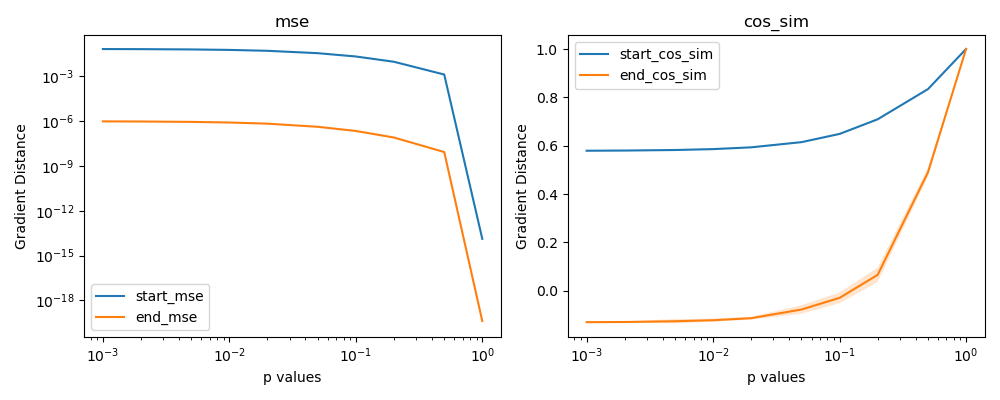 mse
Gradient Distance
10^-3
10^-6
10^-9
10^-12
10^-15
10^-18
start_mse
end_mse
10^-3 10^-2 10^-1 10^0
p values
cos_sim
Gradient Distance
1.0
0.8
0.6
0.4
0.2
0.0
start_cos_sim
end_cos_sim
10^-3 10^-2 10^-1 10^0
p values